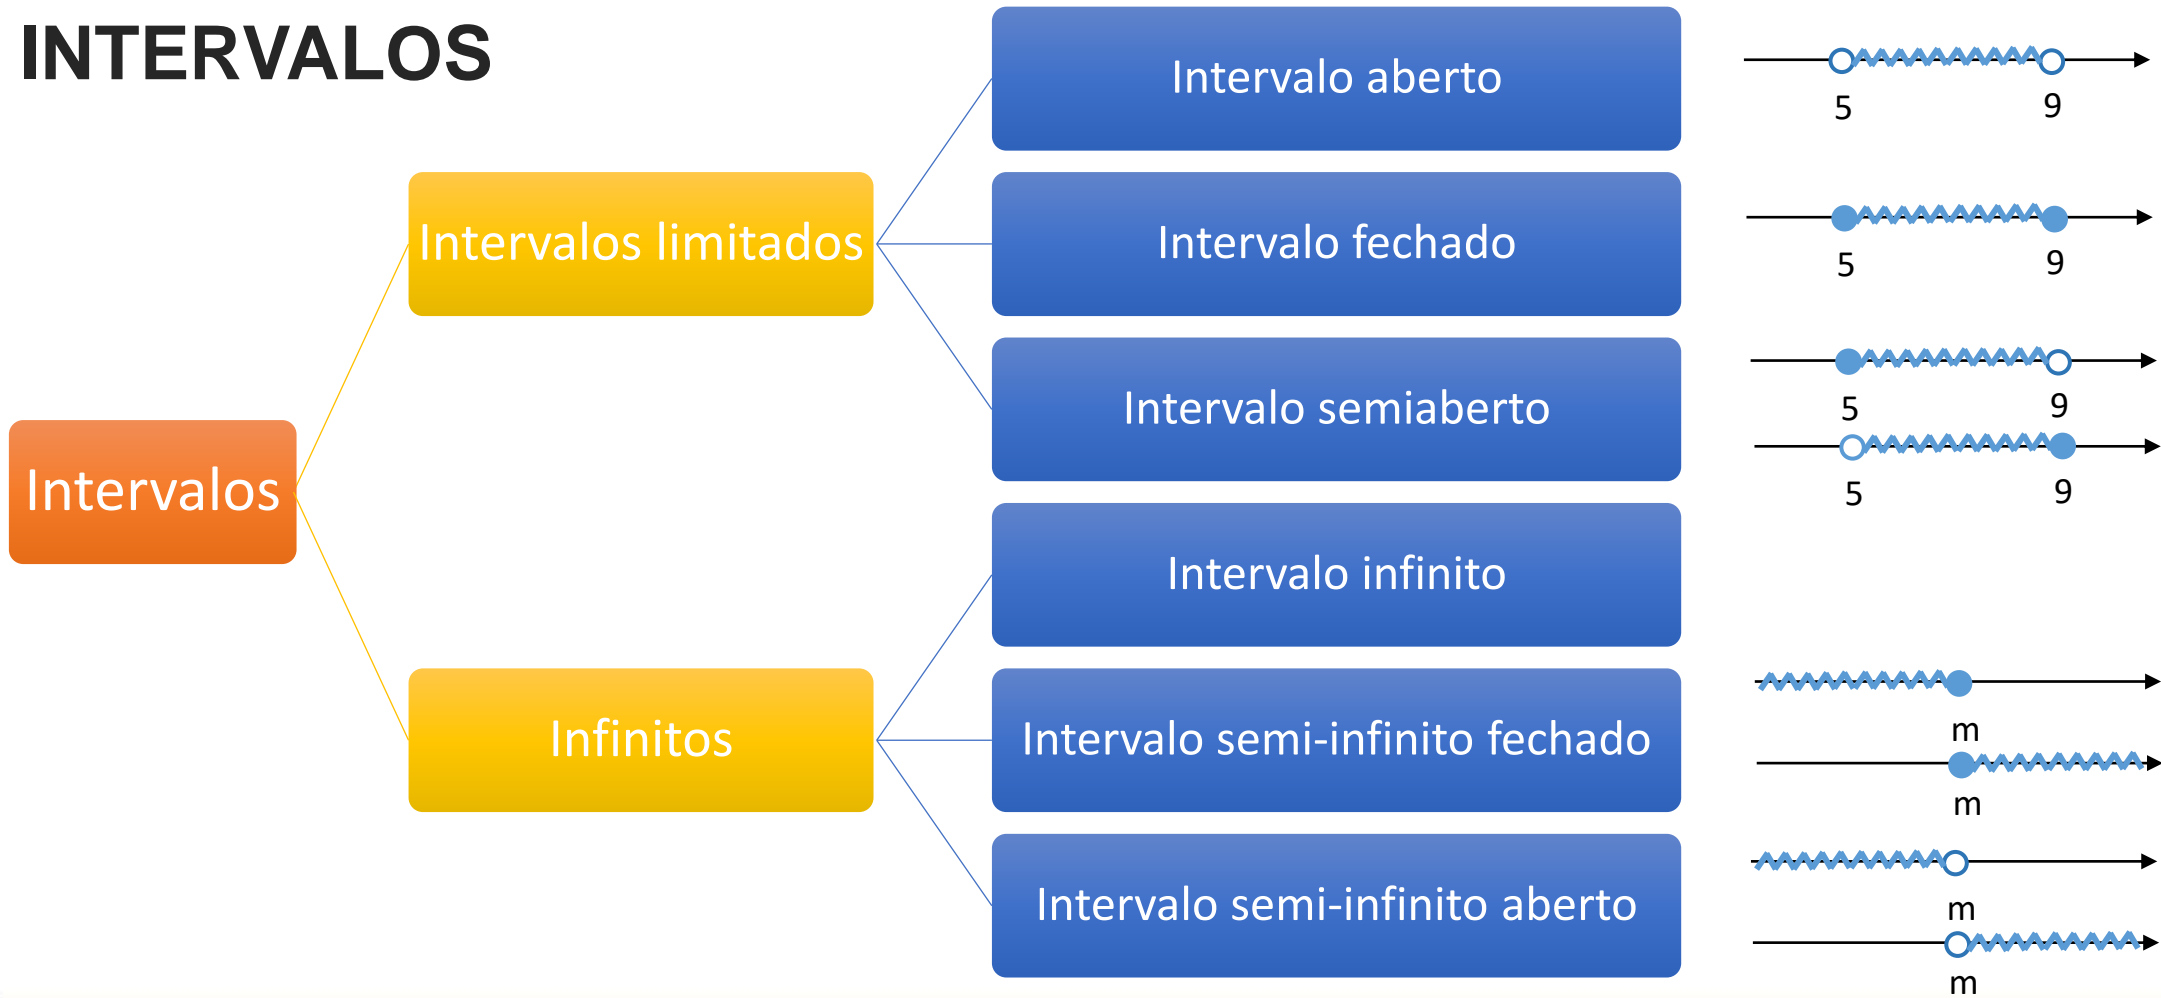 INTERVALOS
Intervalos
Intervalos limitados
Intervalo aberto
5 9
Intervalo fechado
5 9
Intervalo semiaberto
5 9
5 9
Infinitos
Intervalo infinito
Intervalo semi-infinito fechado
m
m
Intervalo semi-infinito aberto
m
m